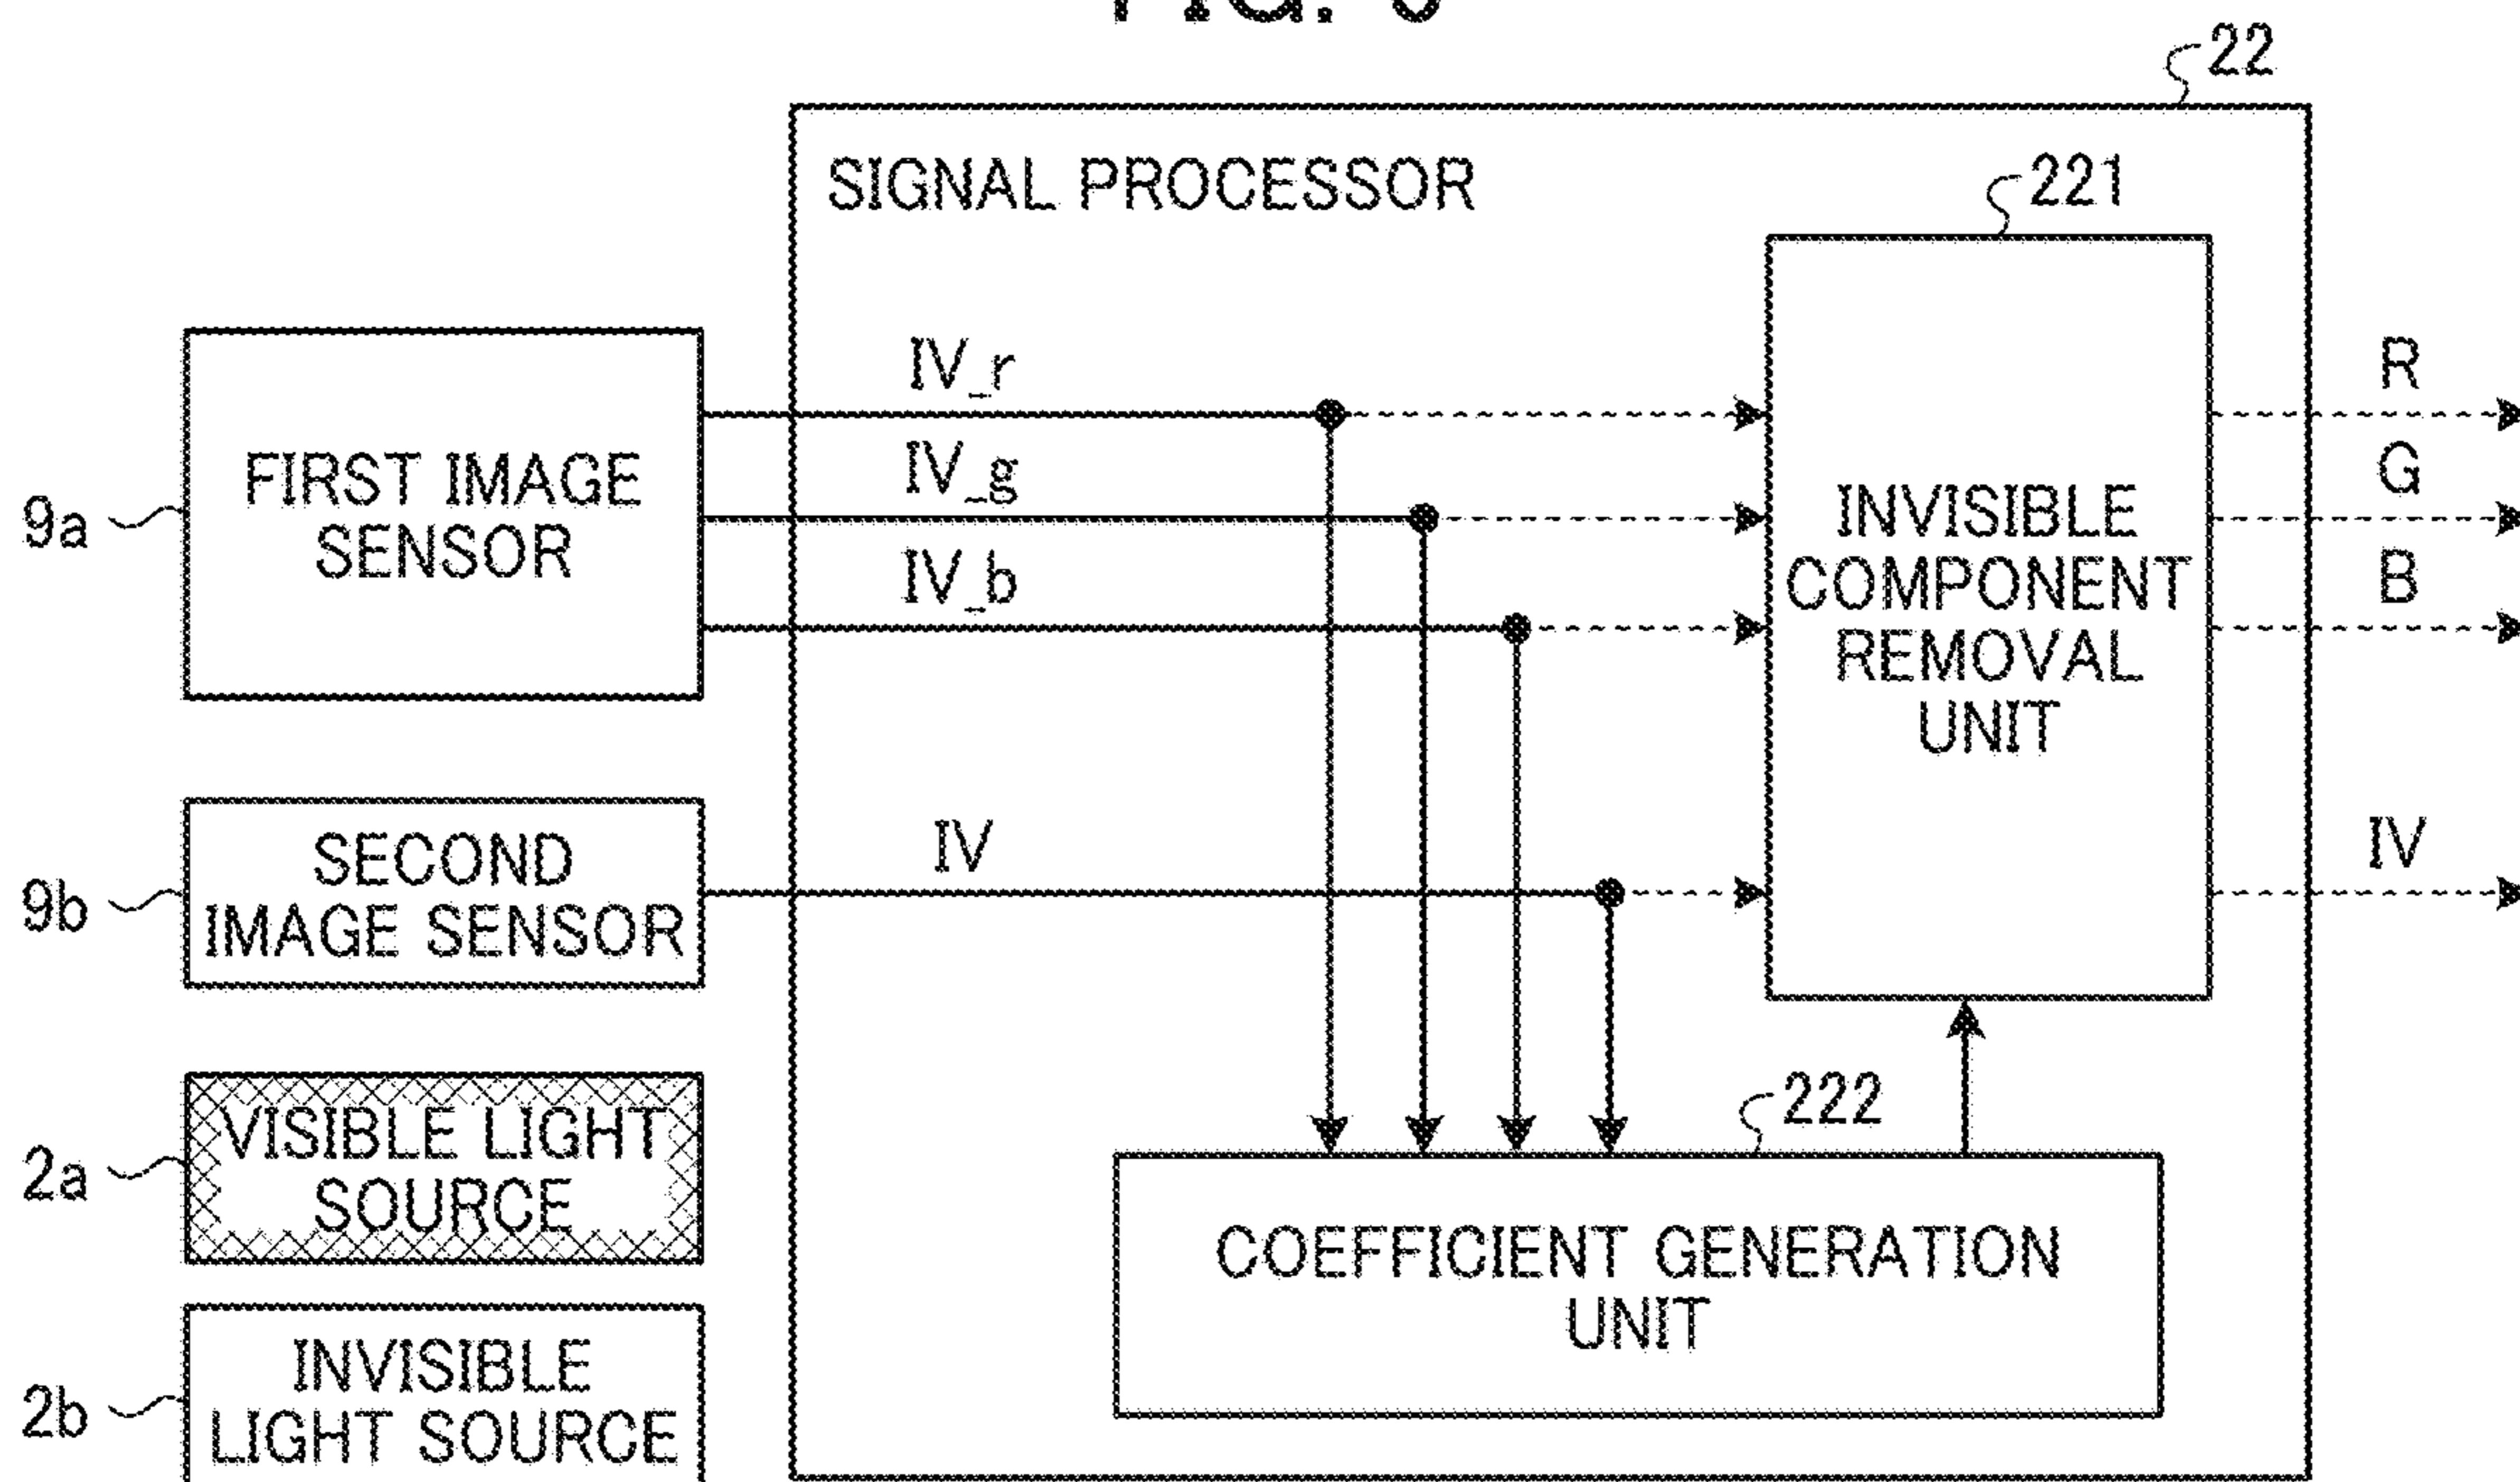 22
SIGNAL PROCESSOR
221
IV_r
IV_g
IV_b
FIRST IMAGE
SENSOR
9a
INVISIBLE
COMPONENT
REMOVAL
UNIT
R
G
B
IV
SECOND
IMAGE SENSOR
9b
IV
VISIBLE LIGHT
SOURCE
2a
222
COEFFICIENT GENERATION
UNIT
INVISIBLE
LIGHT SOURCE
2b